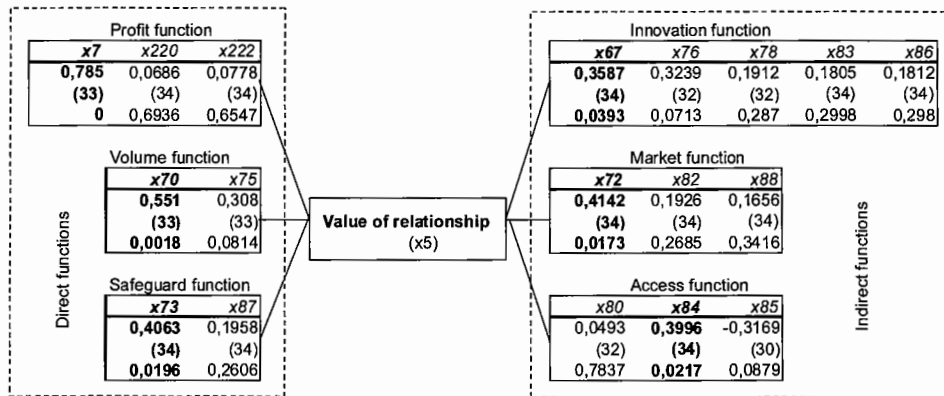 Profit function
x7 x220 x222
0,785 0,0686 0,0778
(33) (34) (34)
0 0,6936 0,6547
Volume function
x70 x75
0,551 0,308
(33) (33)
0,0018 0,0814
Safeguard function
x73 x87
0,4063 0,1958
(34) (34)
0,0196 0,2606
Direct functions
Value of relationship
(x5)
Innovation function
x67 x76 x78 x83 x86
0,3587 0,3239 0,1912 0,1805 0,1812
(34) (32) (32) (34) (34)
0,0393 0,0713 0,287 0,2998 0,298
Market function
x72 x82 x88
0,4142 0,1926 0,1656
(34) (34) (34)
0,0173 0,2685 0,3416
Access function
x80 x84 x85
0,0493 0,3996 -0,3169
(32) (34) (30)
0,7837 0,0217 0,0879
Indirect functions